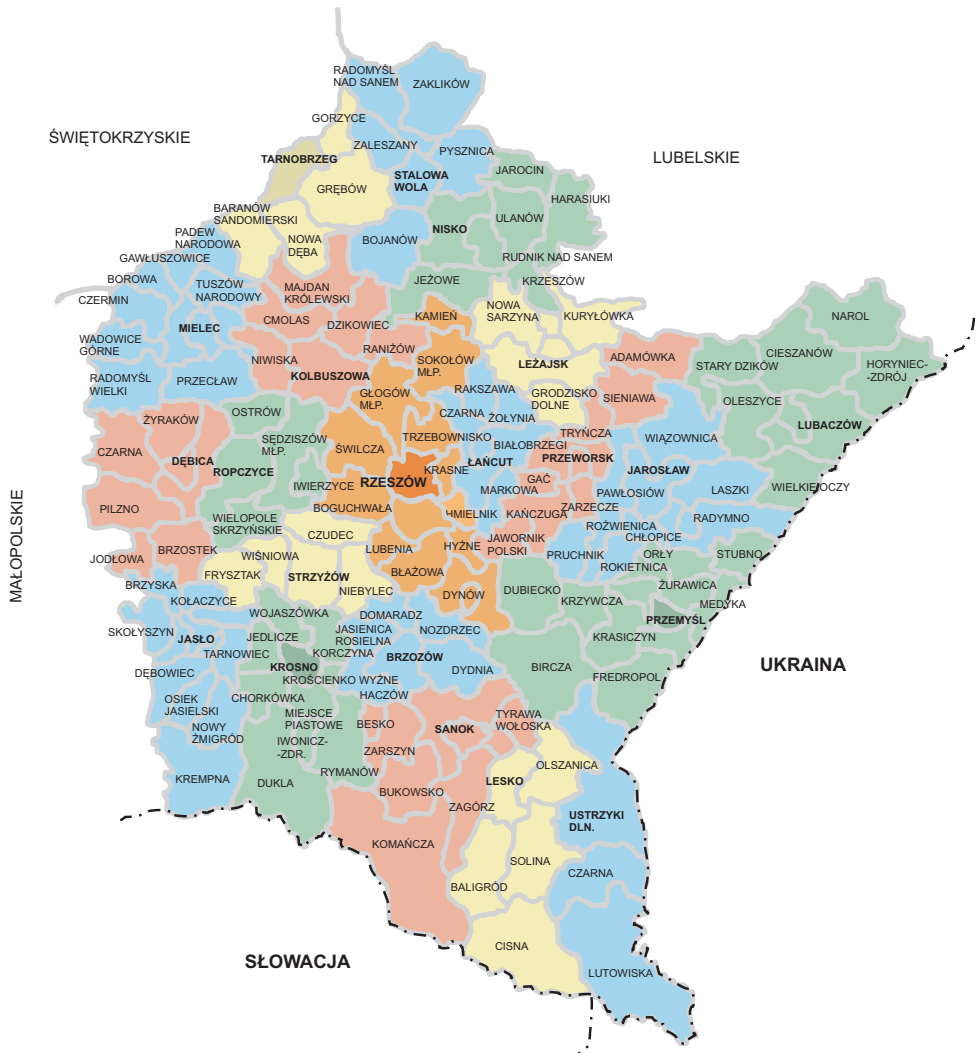 RADOMYŚL
NAD SANEM
ZAKLIKÓW
GORZYCE
ŚWIĘTOKRZYSKIE
ZALESZANY
PYSZNICA
LUBELSKIE
TARNOBRZEG
STALOWA
WOLA
JAROCIN
GRĘBÓW
HARASIUKI
BARANÓW
SANDOMIERSKI
ULANÓW
PADEW
NARODOWA
NOWA
DĘBA
BOJANÓW
NISKO
GAWŁUSZOWICE
RUDNIK NAD SANEM
BOROWA
TUSZÓW
NARODOWY
MAJDAN
KRÓLEWSKI
JEŻOWE
KRZESZÓW
CZERMIN
NOWA
SARZYNA
KURYŁÓWKA
KAMIEŃ
NAROL
CMOLAS
DZIKOWIEC
MIELEC
WADOWICE
GÓRNE
RANIŻÓW
SOKOŁÓW
MŁP.
LEŻAJSK
ADAMÓWKA
CIESZANÓW
NIWISKA
STARY DZIKÓW
HORYNIEC-
-ZDRÓJ
RADOMYŚL
WIELKI
PRZECŁAW
KOLBUSZOWA
GŁOGÓW
MŁP.
RAKSZAWA
GRODZISKO
DOLNE
SIENIAWA
OLESZYCE
OSTRÓW
CZARNA
ŻOŁYNIA
LUBACZÓW
ŻYRAKÓW
SĘDZISZÓW
MŁP.
TRZEBOWNISKO
BIAŁOBRZEGI
TRYŃCZA
WIĄZOWNICA
CZARNA
ŚWILCZA
DĘBICA
ROPCZYCE
KRASNE
ŁAŃCUT
PRZEWORSK
JAROSŁAW
RZESZÓW
IWIERZYCE
MARKOWA
GAĆ
PAWŁOSIÓW
LASZKI
WIELKIE OCZY
PILZNO
BOGUCHWAŁA
HMIELNIK
KAŃCZUGA
ZARZECZE
RADYMNO
WIELOPOLE
SKRZYŃSKIE
ROŹWIENICA
CHŁOPICE
CZUDEC
JAWORNIK
POLSKI
JODŁOWA
BRZOSTEK
WIŚNIOWA
LUBENIA
HYŻNE
PRUCHNIK
ORŁY
ROKIETNICA
STUBNO
MAŁOPOLSKIE
FRYSZTAK
STRZYŻÓW
BŁAŻOWA
BRZYSKA
NIEBYLEC
DYNÓW
DUBIECKO
ŻURAWICA
KOŁACZYCE
KRZYWCZA
MEDYKA
WOJASZÓWKA
DOMARADZ
PRZEMYŚL
SKOŁYSZYN
JASŁO
JEDLICZE
JASIENICA
ROSIELNA
NOZDRZEC
KRASICZYN
TARNOWIEC
KORCZYNA
BRZOZÓW
KROSNO
DYDNIA
BIRCZA
UKRAINA
DĘBOWIEC
KROŚCIENKO WYŻNE
FREDROPOL
HACZÓW
OSIEK
JASIELSKI
CHORKÓWKA
MIEJSCE
PIASTOWE
BESKO
SANOK
TYRAWA
WOŁOSKA
NOWY
ŻMIGRÓD
IWONICZ-
-ZDR.
ZARSZYN
KREMPNA
DUKLA
RYMANÓW
OLSZANICA
LESKO
BUKOWSKO
ZAGÓRZ
USTRZYKI
DLN.
KOMAŃCZA
SOLINA
CZARNA
BALIGRÓD
CISNA
SŁOWACJA
LUTOWISKA